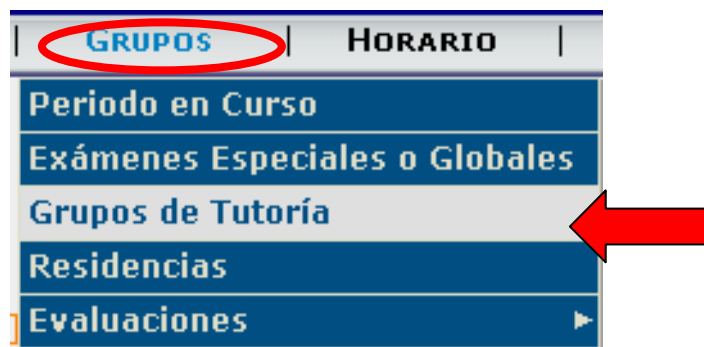 GRUPOS | HORARIO |
Periodo en Curso
Exámenes Especiales o Globales
Grupos de Tutoría
Residencias
Evaluaciones